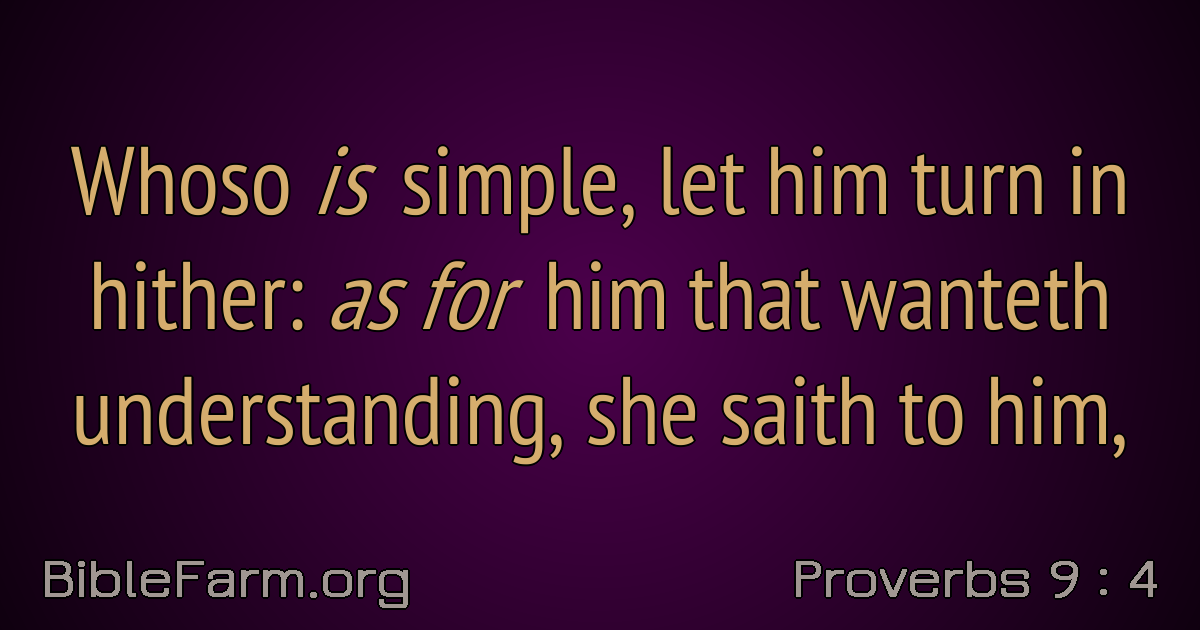 Whoso is simple, let him turn in
hither: as for him that wanteth
understanding, she saith to him,
BibleFarm.org
Proverbs 9 : 4